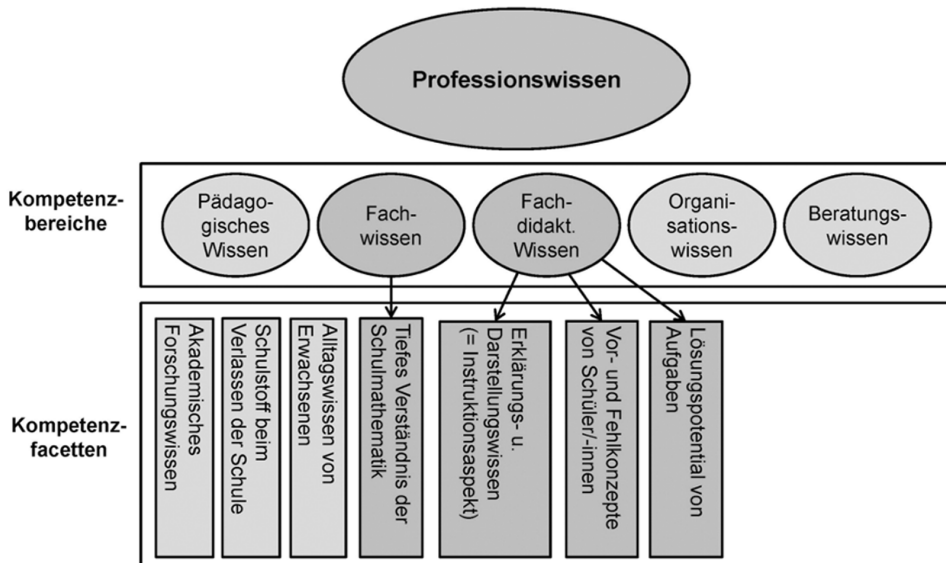 Professionswissen
Kompetenz-
bereiche
Pädago-
gisches
Wissen
Fach-
wissen
Fach-
didakt.
Wissen
Organi-
sations-
wissen
Beratungs-
wissen
Kompetenz-
facetten
Akademisches
Forschungswissen
Schulstoff beim
Verlassen der Schule
Alltagswissen von
Erwachsenen
Tiefes Verständnis der
Schulmathematik
Erklärungs- u.
Darstellungswissen
(= Instruktionsaspekt)
Vor- und Fehlkonzepte
von Schüler/-innen
Lösungspotential von
Aufgaben